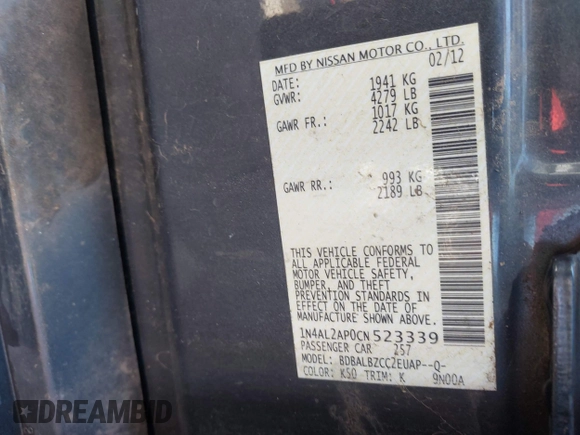 MFD BY NISSAN MOTOR CO., LTD.
DATE: 02/12
GVWR: 1941 KG
4279 LB
GAWR FR.: 1017 KG
2242 LB
GAWR RR.: 993 KG
2189 LB
THIS VEHICLE CONFORMS TO
ALL APPLICABLE FEDERAL
MOTOR VEHICLE SAFETY,
BUMPER, AND THEFT
PREVENTION STANDARDS IN
EFFECT ON THE DATE OF
MANUFACTURE SHOWN ABOVE.
1N4AL2AP0CN523339
PASSENGER CAR 257
MODEL: BDBALBZCC2EUAP--Q-
COLOR: K50 TRIM: K 9N00A
DREAMBID